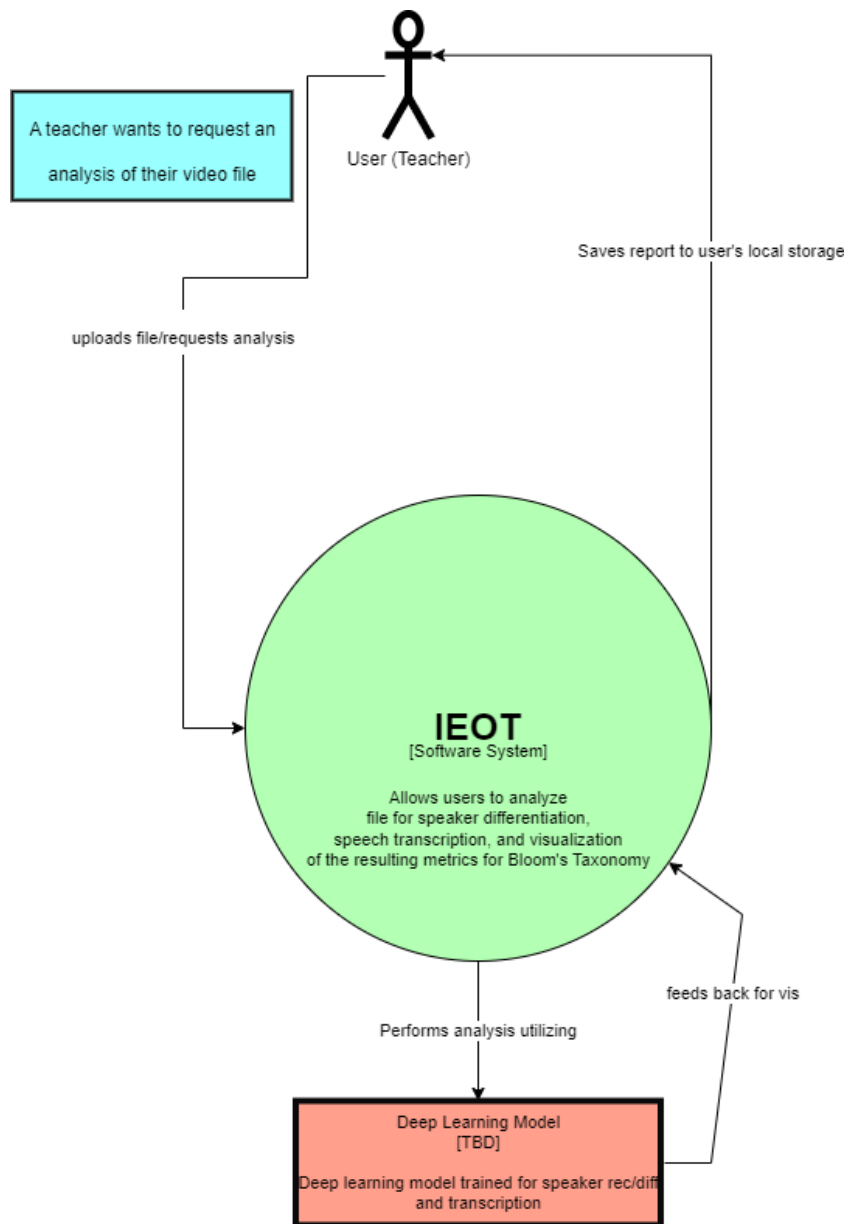 A teacher wants to request an
analysis of their video file
User (Teacher)
Saves report to user's local storage
uploads file/requests analysis
IEOT
[Software System]
Allows users to analyze
file for speaker differentiation,
speech transcription, and visualization
of the resulting metrics for Bloom's Taxonomy
feeds back for vis
Performs analysis utilizing
Deep Learning Model
[TBD]
Deep learning model trained for speaker rec/diff
and transcription